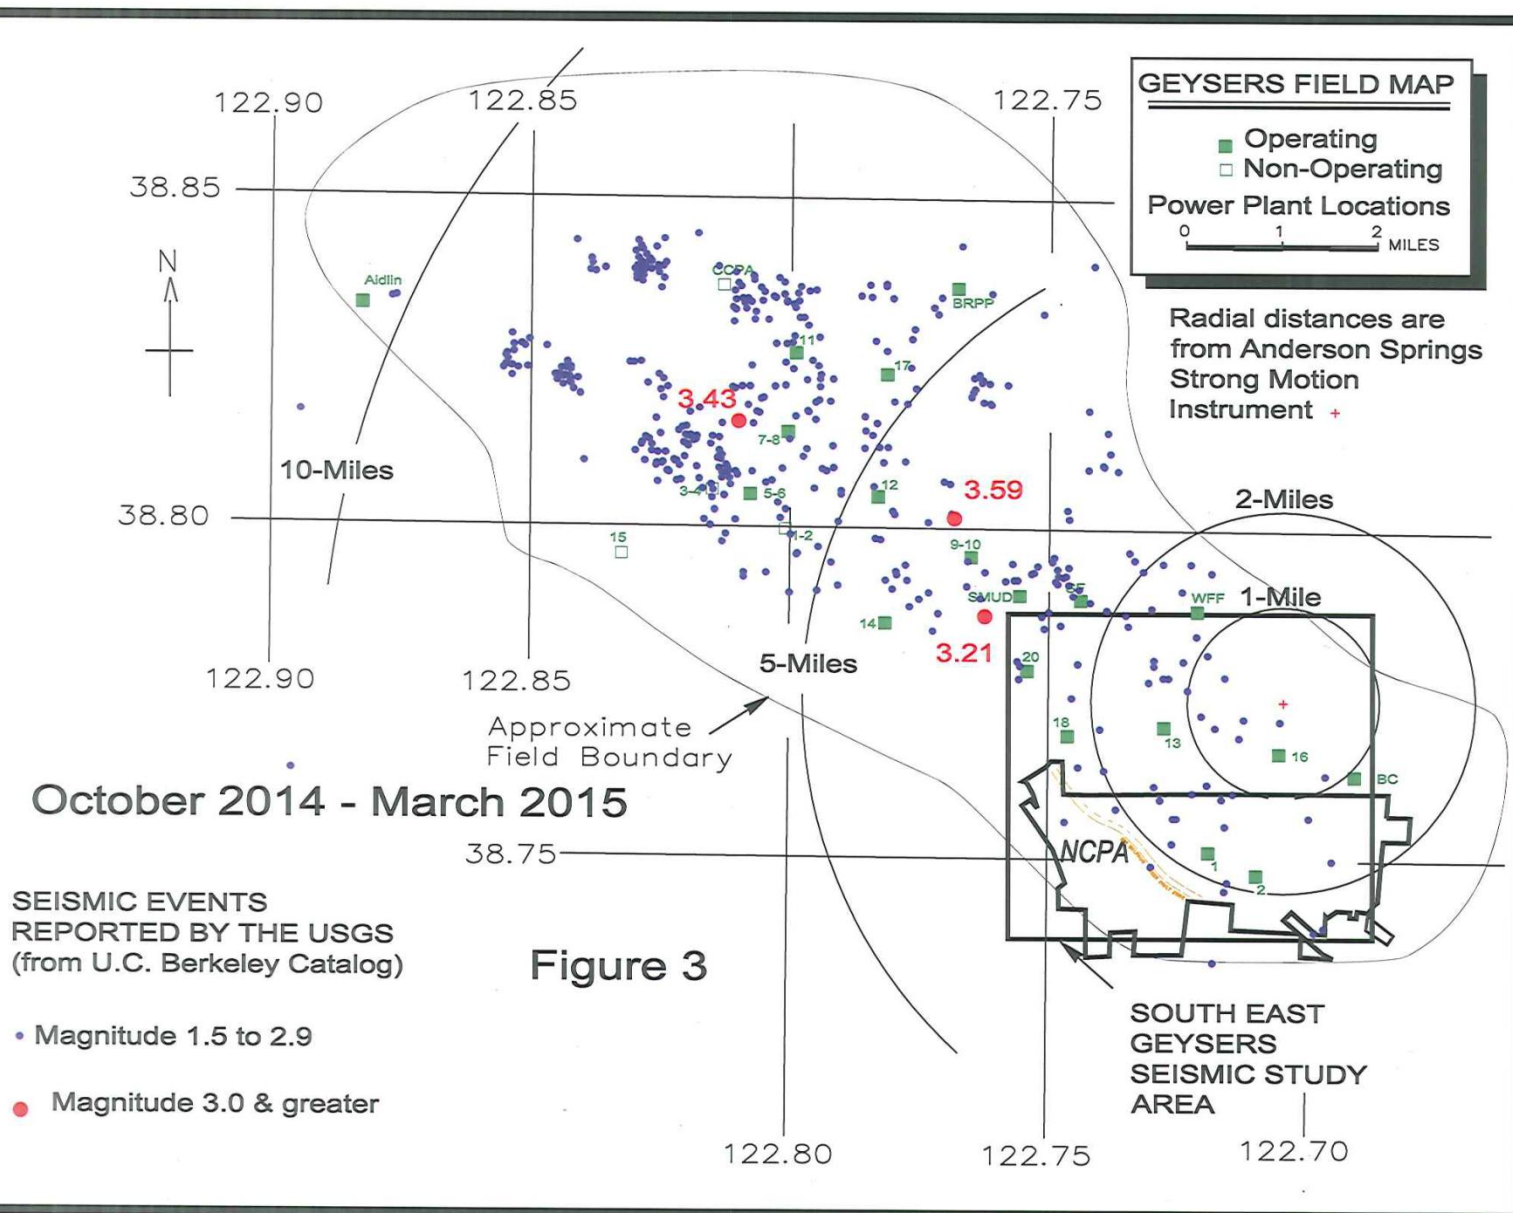 GEYSERS FIELD MAP
Operating
Non-Operating
Power Plant Locations
0 1 2 MILES
Radial distances are
from Anderson Springs
Strong Motion
Instrument +
122.90
122.85
122.75
38.85
N
Aidlin
CCPA
BRPP
11
17
3.43
7-8
10-Miles
3-4
5-6
12
3.59
2-Miles
38.80
1-2
15
9-10
SMUD
SF
WFF
1-Mile
14
3.21
5-Miles
20
122.90
122.85
Approximate
Field Boundary
18
13
16
BC
October 2014 - March 2015
38.75
NCPA
1
2
SEISMIC EVENTS
REPORTED BY THE USGS
(from U.C. Berkeley Catalog)
Figure 3
Magnitude 1.5 to 2.9
Magnitude 3.0 & greater
SOUTH EAST
GEYSERS
SEISMIC STUDY
AREA
122.80
122.75
122.70